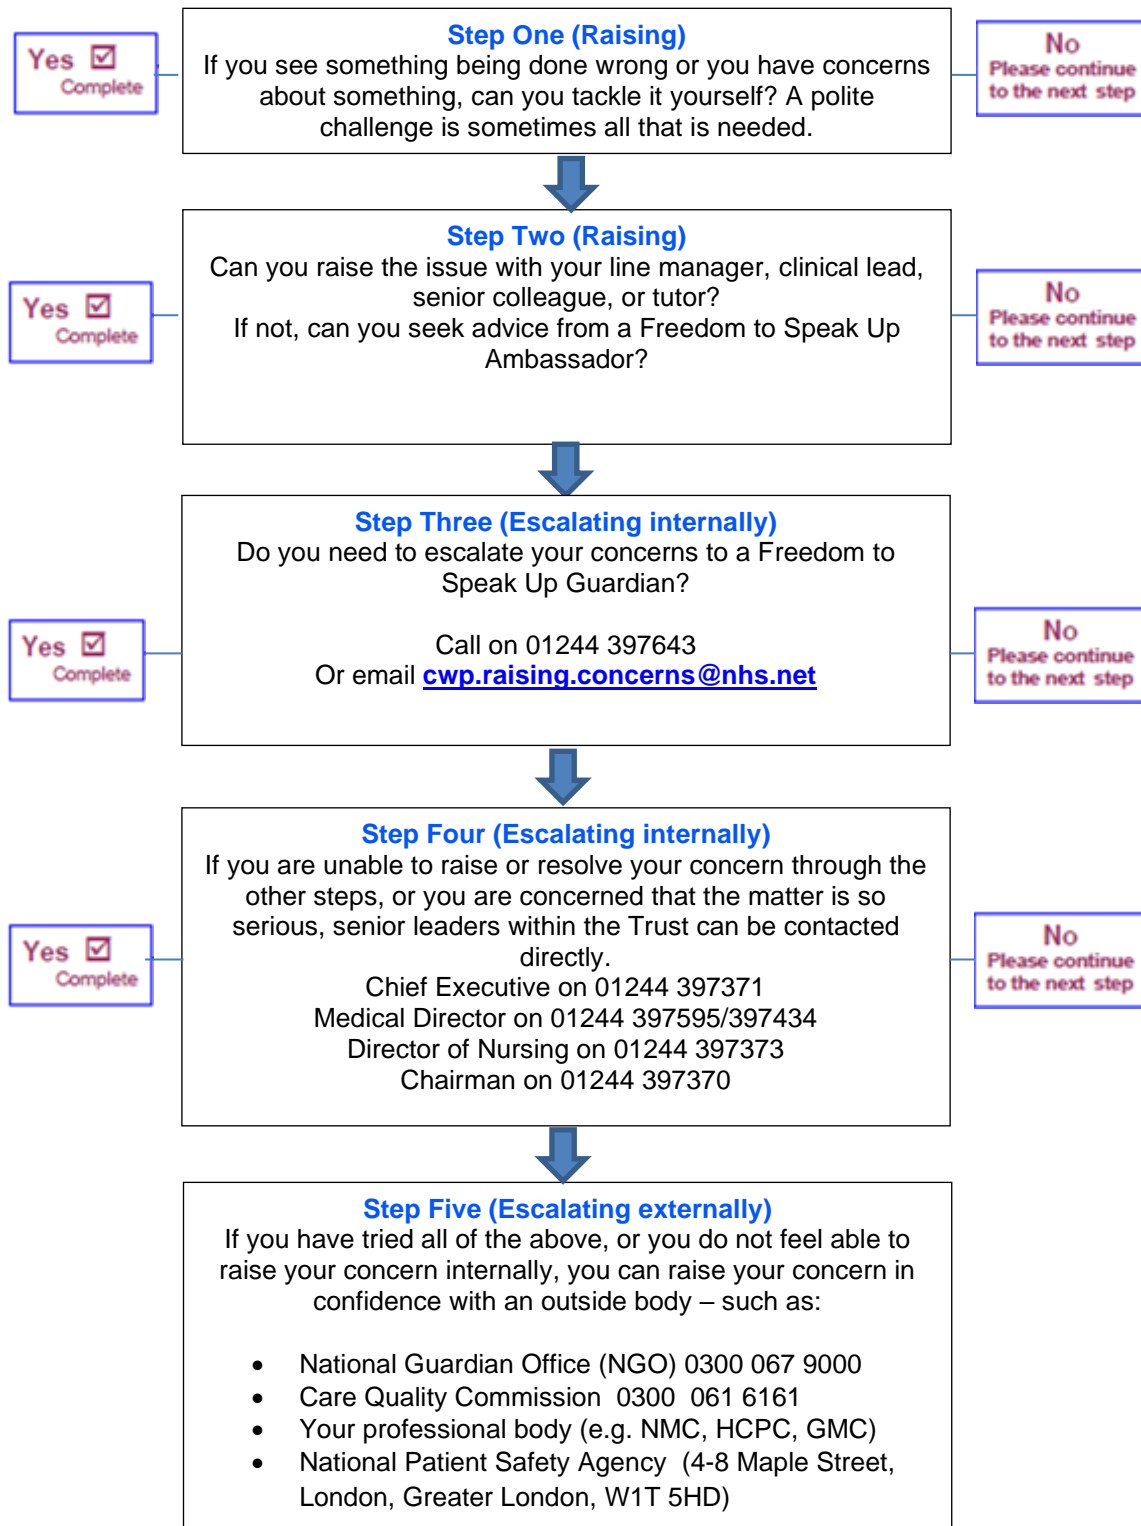 Step One (Raising)
If you see something being done wrong or you have concerns
about something, can you tackle it yourself? A polite
challenge is sometimes all that is needed.
Yes ☑
Complete
No
Please continue
to the next step
Step Two (Raising)
Can you raise the issue with your line manager, clinical lead,
senior colleague, or tutor?
If not, can you seek advice from a Freedom to Speak Up
Ambassador?
Yes ☑
Complete
No
Please continue
to the next step
Step Three (Escalating internally)
Do you need to escalate your concerns to a Freedom to
Speak Up Guardian?
Call on 01244 397643
Or email cwp.raising.concerns@nhs.net
Yes ☑
Complete
No
Please continue
to the next step
Step Four (Escalating internally)
If you are unable to raise or resolve your concern through the
other steps, or you are concerned that the matter is so
serious, senior leaders within the Trust can be contacted
directly.
Chief Executive on 01244 397371
Medical Director on 01244 397595/397434
Director of Nursing on 01244 397373
Chairman on 01244 397370
Yes ☑
Complete
No
Please continue
to the next step
Step Five (Escalating externally)
If you have tried all of the above, or you do not feel able to
raise your concern internally, you can raise your concern in
confidence with an outside body – such as:
• National Guardian Office (NGO) 0300 067 9000
• Care Quality Commission  0300  061 6161
• Your professional body (e.g. NMC, HCPC, GMC)
• National Patient Safety Agency  (4-8 Maple Street,
London, Greater London, W1T 5HD)